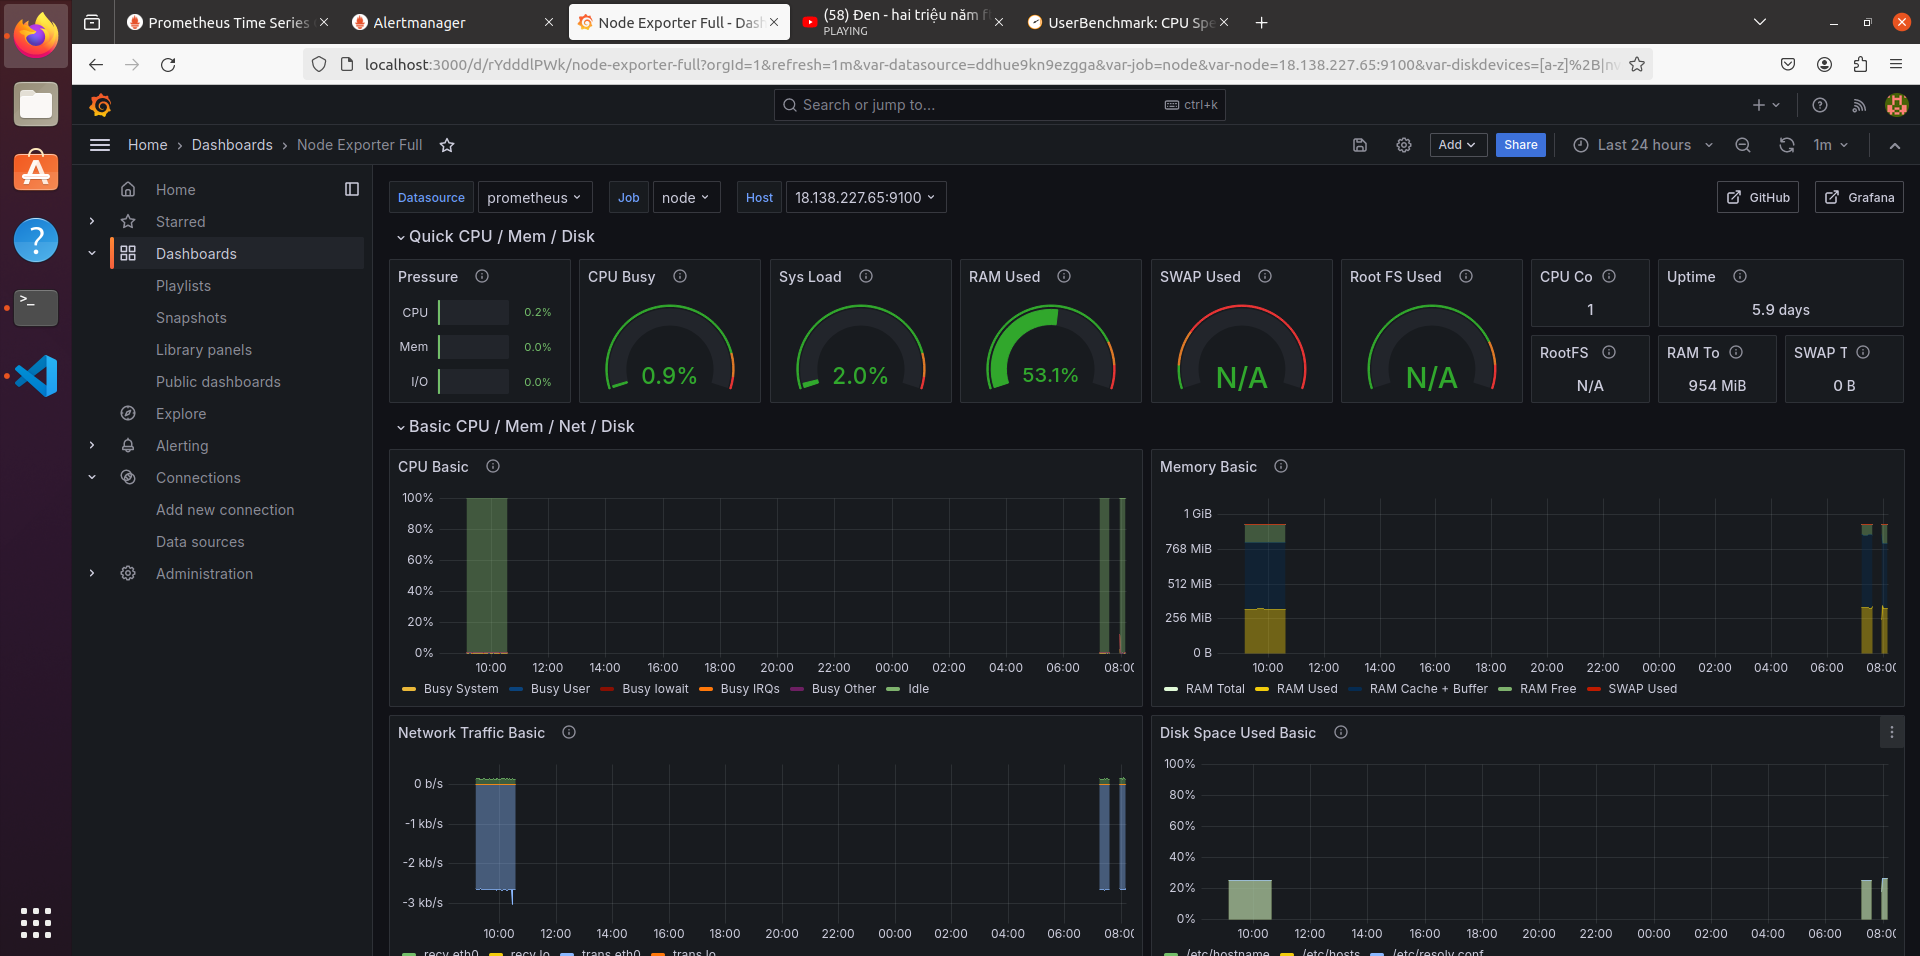 Prometheus Time Series
Alertmanager
Node Exporter Full - Dash
(58) Đen - hai triệu năm f
PLAYING
UserBenchmark: CPU Spe
localhost:3000/d/rYdddlPWk/node-exporter-full?orgId=1&refresh=1m&var-datasource=ddhue9kn9ezgga&var-job=node&var-node=18.138.227.65:9100&var-diskdevices=[a-z]%2B|nv
Search or jump to...
ctrl+k
Home › Dashboards › Node Exporter Full
Add
Share
Last 24 hours
1m
Home
Starred
Dashboards
Playlists
Snapshots
Library panels
Public dashboards
Explore
Alerting
Connections
Add new connection
Data sources
Administration
Datasource prometheus Job node Host 18.138.227.65:9100
GitHub
Grafana
Quick CPU / Mem / Disk
Pressure
CPU 0.2%
Mem 0.0%
I/O 0.0%
CPU Busy
0.9%
Sys Load
2.0%
RAM Used
53.1%
SWAP Used
N/A
Root FS Used
N/A
CPU Co
1
Uptime
5.9 days
RootFS
N/A
RAM To
954 MiB
SWAP T
0 B
Basic CPU / Mem / Net / Disk
CPU Basic
100%
80%
60%
40%
20%
0%
10:00 12:00 14:00 16:00 18:00 20:00 22:00 00:00 02:00 04:00 06:00 08:00
Busy System Busy User Busy Iowait Busy IRQs Busy Other Idle
Memory Basic
1 GiB
768 MiB
512 MiB
256 MiB
0 B
10:00 12:00 14:00 16:00 18:00 20:00 22:00 00:00 02:00 04:00 06:00 08:00
RAM Total RAM Used RAM Cache + Buffer RAM Free SWAP Used
Network Traffic Basic
0 b/s
-1 kb/s
-2 kb/s
-3 kb/s
10:00 12:00 14:00 16:00 18:00 20:00 22:00 00:00 02:00 04:00 06:00 08:00
recv eth0 recv lo trans eth0 trans lo
Disk Space Used Basic
100%
80%
60%
40%
20%
0%
10:00 12:00 14:00 16:00 18:00 20:00 22:00 00:00 02:00 04:00 06:00 08:00
/etc/hostname /etc/hosts /etc/resolv.conf